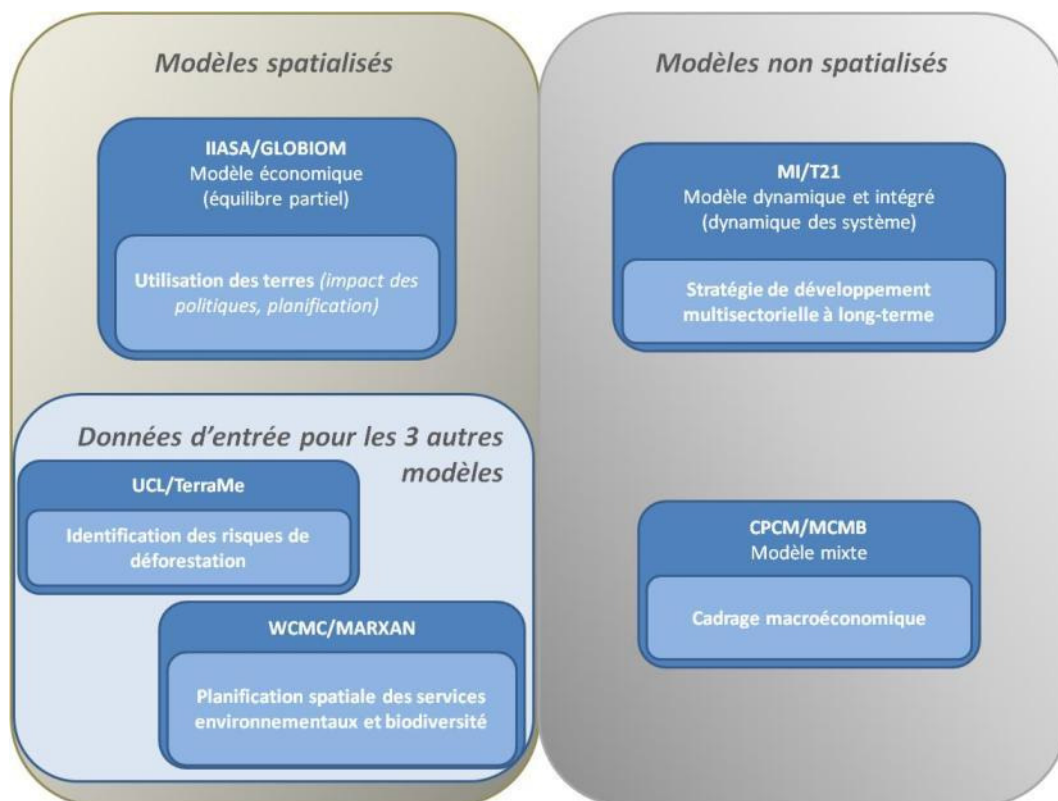 Modèles spatialisés
IIASA/GLOBIOM
Modèle économique
(équilibre partiel)
Utilisation des terres (impact des
politiques, planification)
Données d'entrée pour les 3 autres
modèles
UCL/TerraMe
Identification des risques de
déforestation
WCMC/MARXAN
Planification spatiale des services
environnementaux et biodiversité
Modèles non spatialisés
MI/T21
Modèle dynamique et intégré
(dynamique des système)
Stratégie de développement
multisectorielle à long-terme
CPCM/MCMB
Modèle mixte
Cadrage macroéconomique